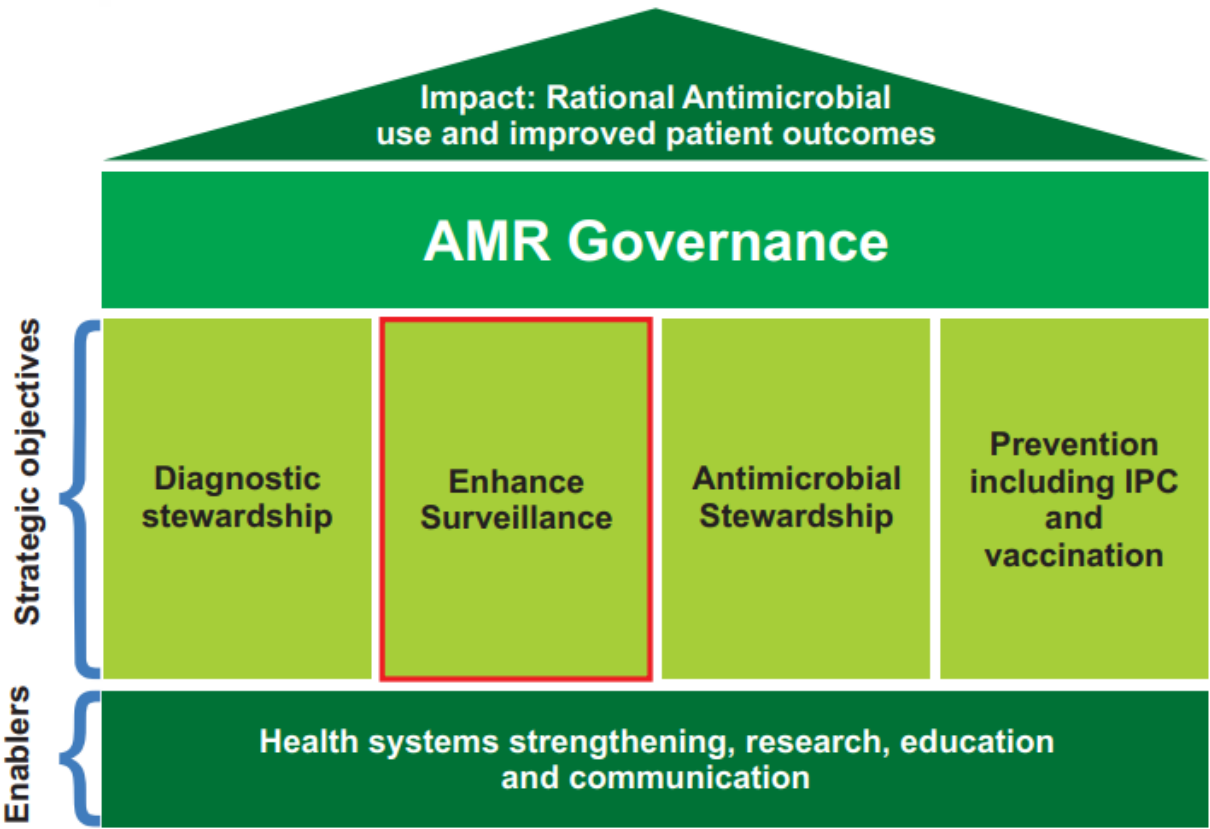 Impact: Rational Antimicrobial
use and improved patient outcomes
AMR Governance
Strategic objectives
Diagnostic
stewardship
Enhance
Surveillance
Antimicrobial
Stewardship
Prevention
including IPC
and
vaccination
Enablers
Health systems strengthening, research, education
and communication